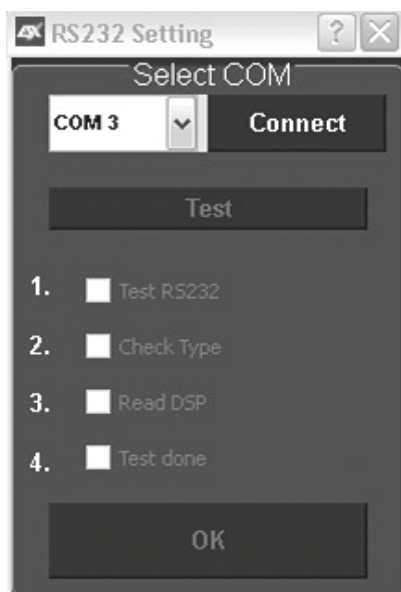 RS232 Setting
Select COM
COM 3
Connect
Test
1. Test RS232
2. Check Type
3. Read DSP
4. Test done
OK